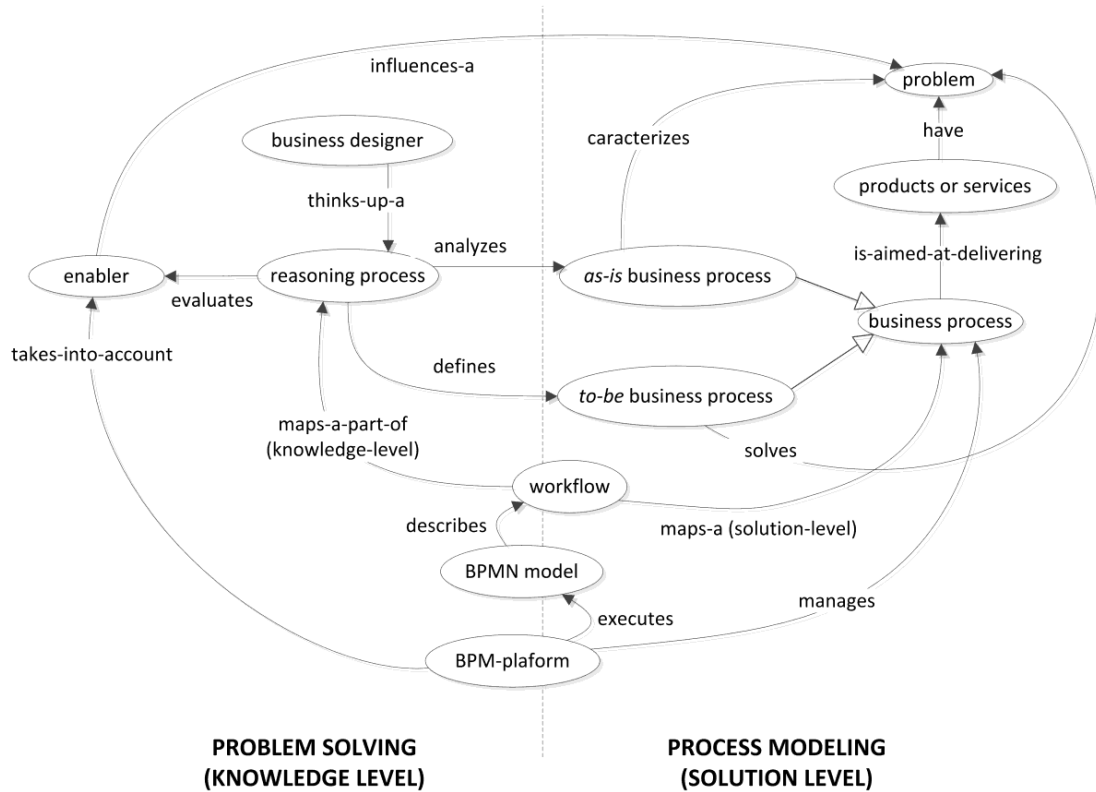 influences-a
problem
business designer
caracterizes
have
thinks-up-a
products or services
analyzes
is-aimed-at-delivering
enabler
reasoning process
as-is business process
evaluates
business process
takes-into-account
defines
to-be business process
maps-a-part-of
(knowledge-level)
solves
workflow
describes
maps-a (solution-level)
BPMN model
manages
executes
BPM-plaform
PROBLEM SOLVING
(KNOWLEDGE LEVEL)
PROCESS MODELING
(SOLUTION LEVEL)